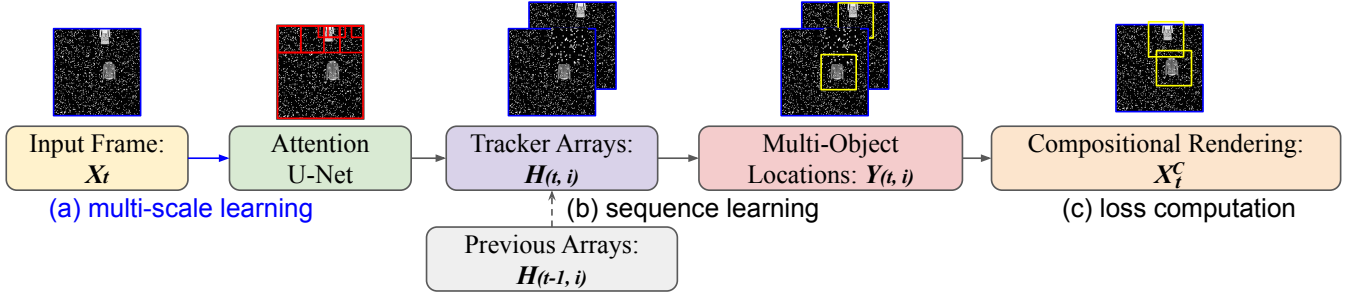 Input Frame:
Xt
Attention
U-Net
Tracker Arrays:
H(t, i)
Multi-Object
Locations: Y(t, i)
Compositional Rendering:
X_t^C
(a) multi-scale learning
(b) sequence learning
(c) loss computation
Previous Arrays:
H(t-1, i)